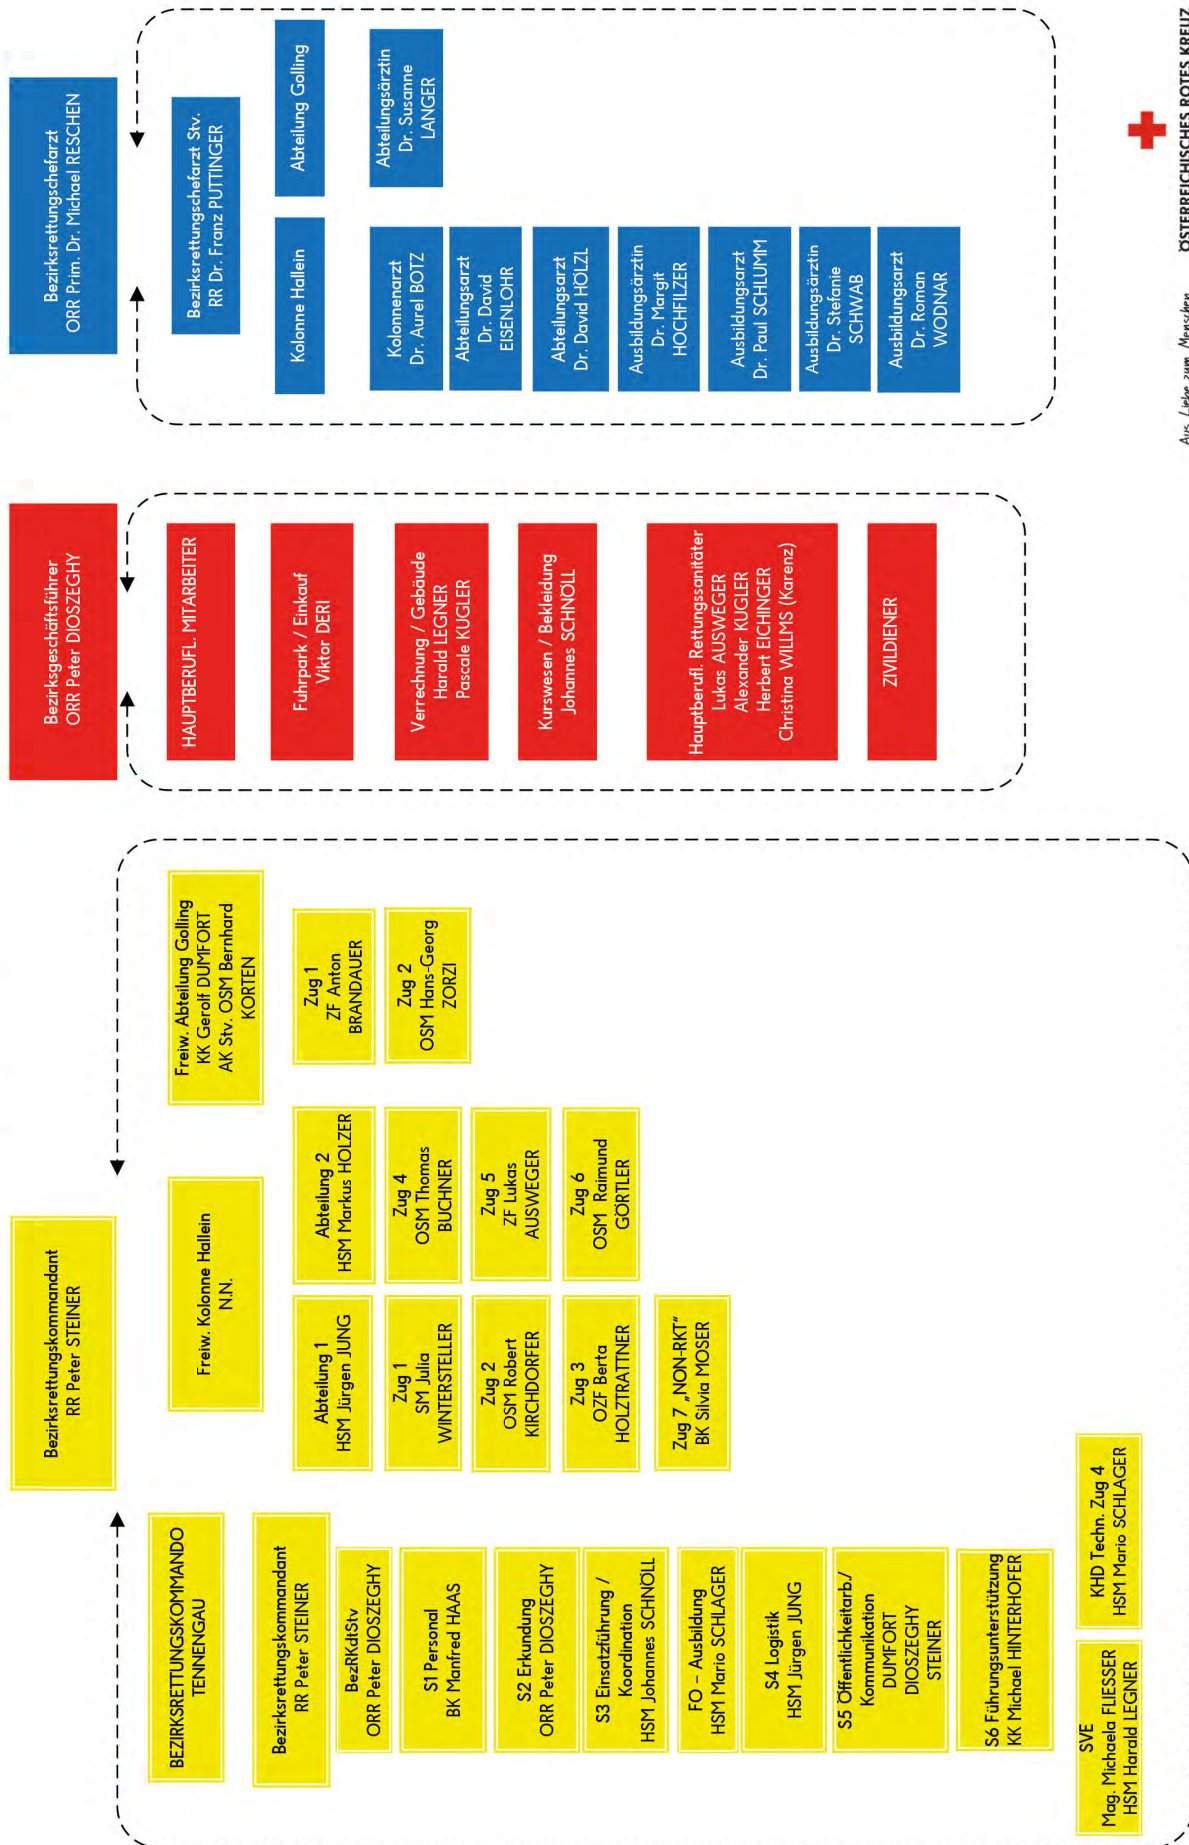 Bezirksrettungskommandant
RR Peter STEINER
BEZIRKSRETTUNGSKOMMANDO
TENNENGAU
Bezirksrettungskommandant
RR Peter STEINER
BezRKdtStv
ORR Peter DIOSZEGHY
S1 Personal
BK Manfred HAAS
S2 Erkundung
ORR Peter DIOSZEGHY
S3 Einsatzführung /
Koordination
HSM Johannes SCHNÖLL
FO – Ausbildung
HSM Mario SCHLAGER
S4 Logistik
HSM Jürgen JUNG
S5 Öffentlichkeitarb./
Kommunikation
DUMFORT
DIOSZEGHY
STEINER
S6 Führungsunterstützung
KK Michael HINTERHOFER
SVE
Mag. Michaela FLIESSER
HSM Harald LEGNER
KHD Techn. Zug 4
HSM Mario SCHLAGER
Freiw. Kolonne Hallein
N.N.
Abteilung 1
HSM Jürgen JUNG
Zug 1
SM Julia
WINTERSTELLER
Zug 2
OSM Robert
KIRCHDORFER
Zug 3
OZF Berta
HOLZTRATTNER
Zug 7 „NON-RKT“
BK Silvia MOSER
Abteilung 2
HSM Markus HOLZER
Zug 4
OSM Thomas
BUCHNER
Zug 5
ZF Lukas
AUSWEGER
Zug 6
OSM Raimund
GÖRTLER
Freiw. Abteilung Golling
KK Gerolf DUMFORT
AK Stv. OSM Bernhard
KORTEN
Zug 1
ZF Anton
BRANDAUER
Zug 2
OSM Hans-Georg
ZORZI
Bezirksgeschäftsführer
ORR Peter DIOSZEGHY
HAUPTBERUFL. MITARBEITER
Fuhrpark / Einkauf
Viktor DERI
Verrechnung / Gebäude
Harald LEGNER
Pascale KUGLER
Kurswesen / Bekleidung
Johannes SCHNÖLL
Hauptberufl. Rettungssanitäter
Lukas AUSWEGER
Alexander KUGLER
Herbert EICHINGER
Christina WILLMS (Karenz)
ZIVILDIENER
Bezirksrettungschefarzt
ORR Prim. Dr. Michael RESCHEN
Bezirksrettungschefarzt Stv.
RR Dr. Franz PUTTINGER
Kolonne Hallein
Kolonnenarzt
Dr. Aurel BOTZ
Abteilungsarzt
Dr. David
EISENLOHR
Abteilungsarzt
Dr. David HÖLZL
Ausbildungsärztin
Dr. Margit
HOCHFILZER
Ausbildungsarzt
Dr. Paul SCHLUMM
Ausbildungsärztin
Dr. Stefanie
SCHWAB
Ausbildungsarzt
Dr. Roman
WODNAR
Abteilung Golling
Abteilungsärztin
Dr. Susanne
LANGER
Aus Liebe zum Menschen
ÖSTERREICHISCHES ROTES KREUZ